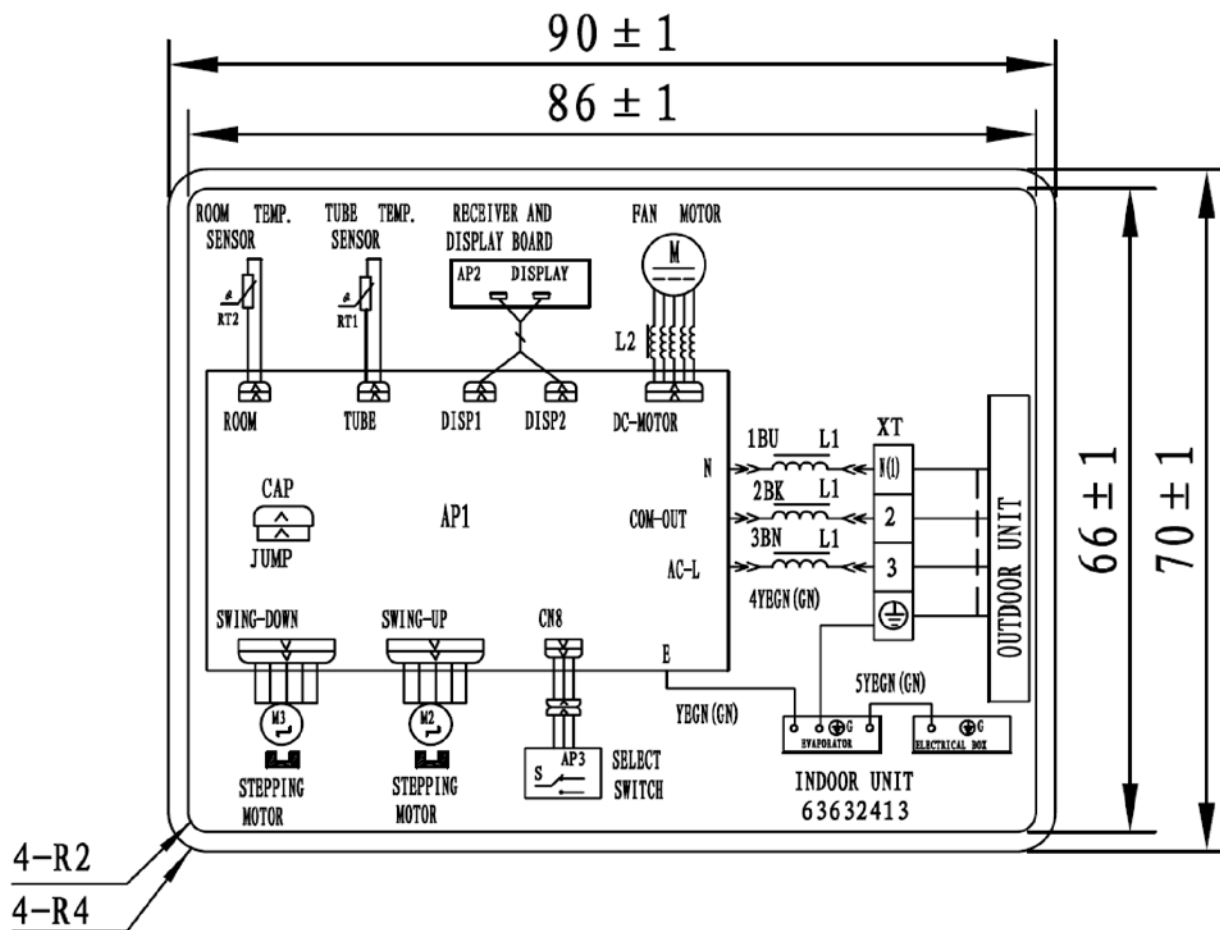 90±1
86±1
ROOM TEMP.
SENSOR
TUBE TEMP.
SENSOR
RECEIVER AND
DISPLAY BOARD
FAN MOTOR
AP2 DISPLAY
M
RT2
RT1
L2
ROOM
TUBE
DISP1
DISP2
DC-MOTOR
1BU L1
XT
N
N(1)
CAP
JUMP
AP1
2BK L1
COM-OUT
2
3BN L1
AC-L
3
4YEGN(GN)
OUTDOOR UNIT
66±1
70±1
SWING-DOWN
SWING-UP
CN8
E
YEGN(GN)
5YEGN(GN)
M3
M2
G
EVAPORATOR
G
ELECTRICAL BOX
STEPPING
MOTOR
STEPPING
MOTOR
S
AP3
SELECT
SWITCH
INDOOR UNIT
63632413
4-R2
4-R4